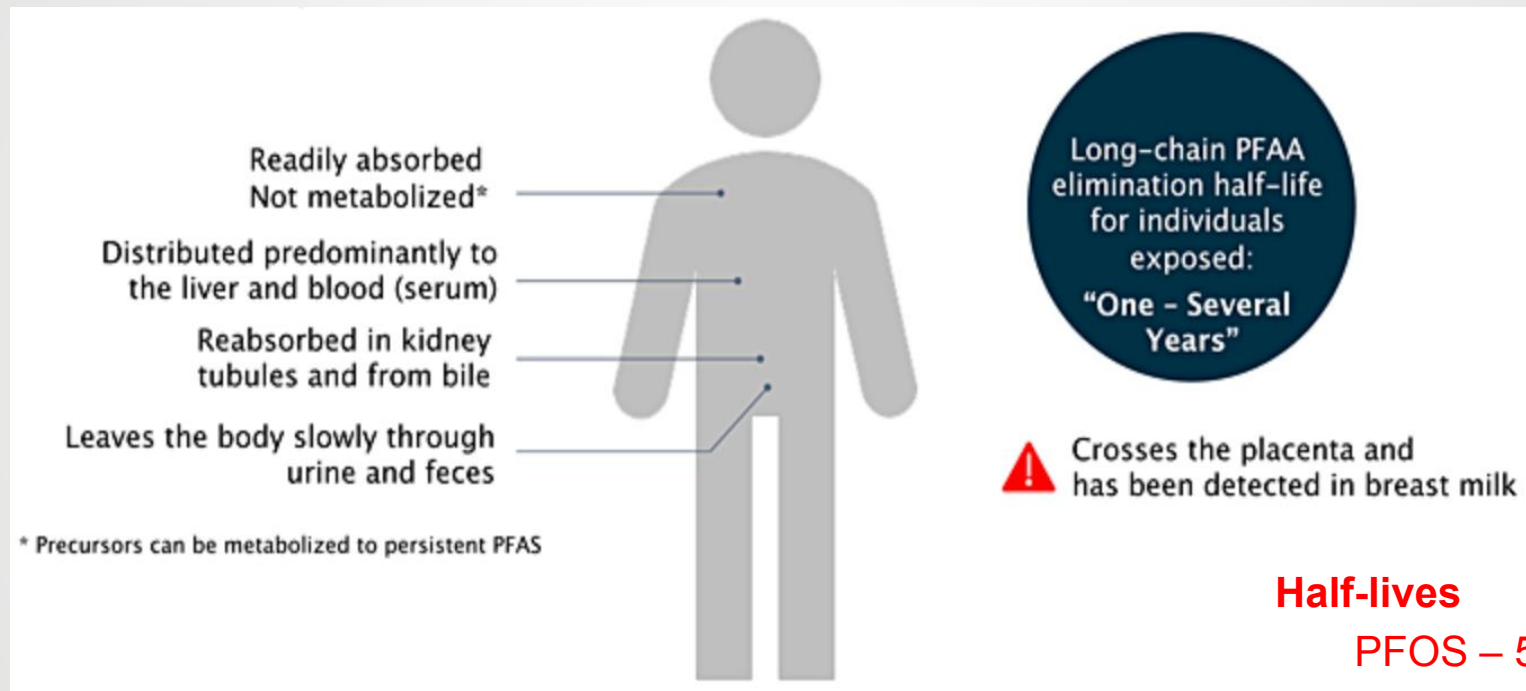 Readily absorbed
Not metabolized*
Distributed predominantly to
the liver and blood (serum)
Reabsorbed in kidney
tubules and from bile
Leaves the body slowly through
urine and feces
* Precursors can be metabolized to persistent PFAS
Long-chain PFAA
elimination half-life
for individuals
exposed:
“One – Several
Years”
!
Crosses the placenta and
has been detected in breast milk
Half-lives
PFOS – 5